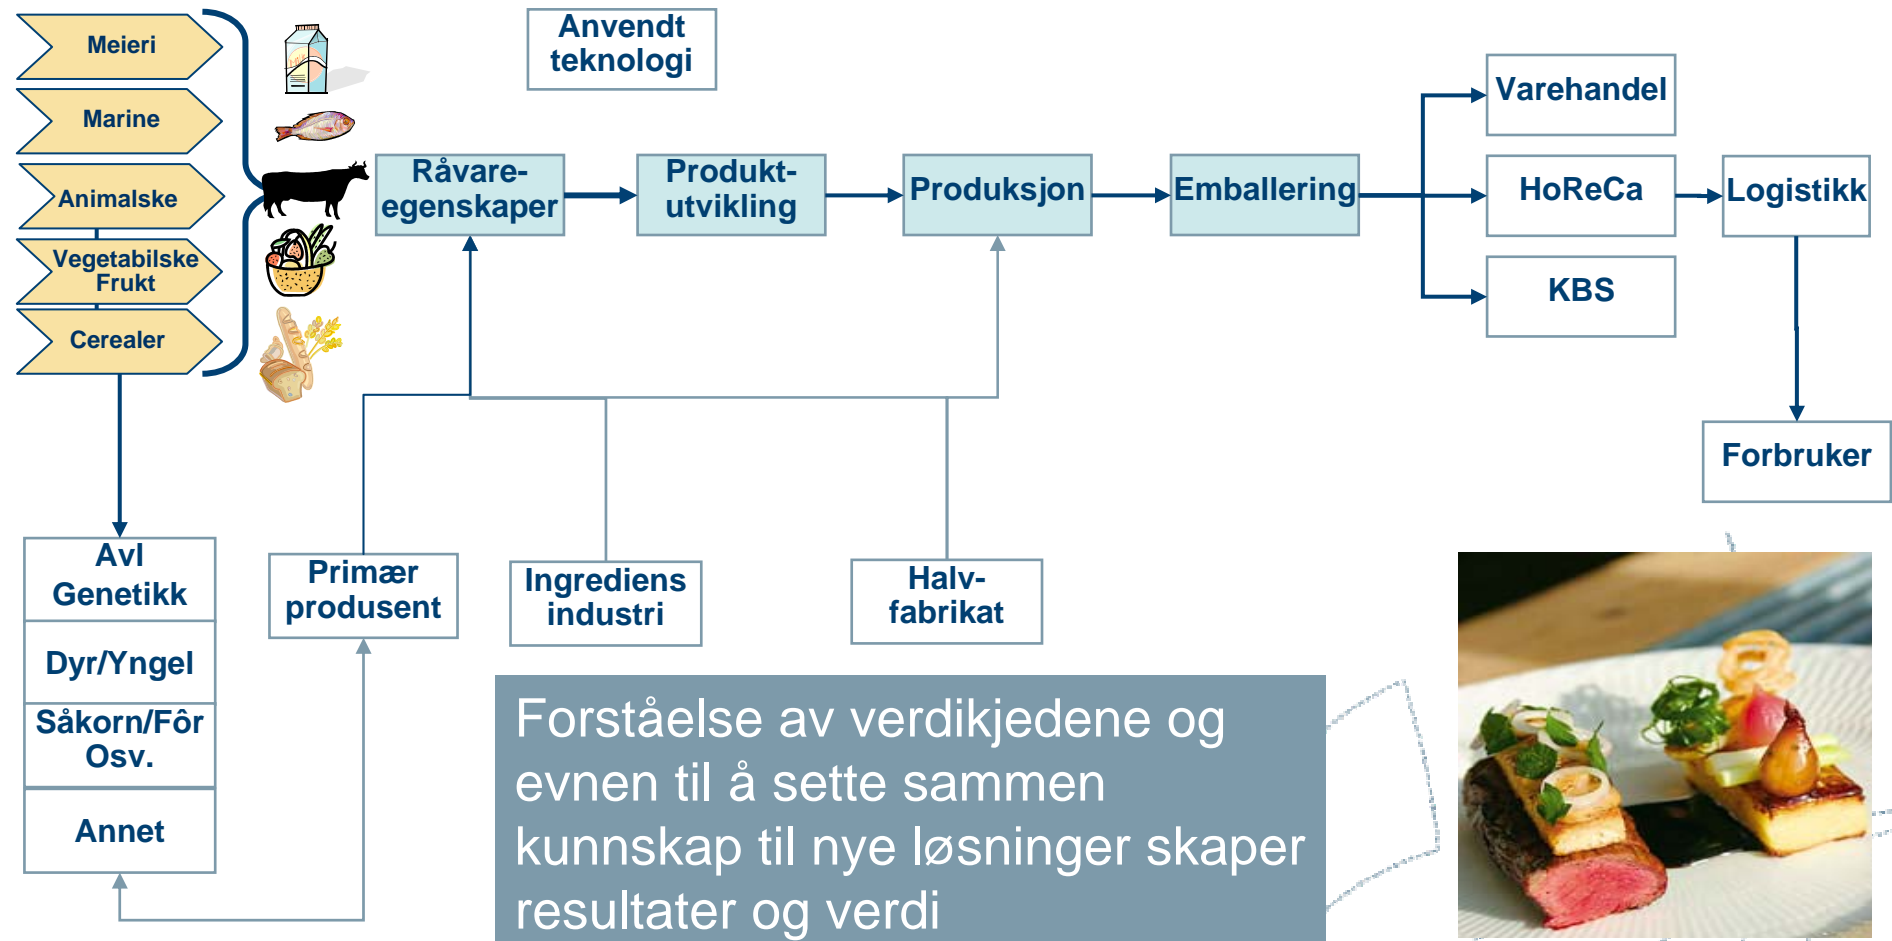 Meieri
Marine
Animalske
Vegetabilske
Frukt
Cerealer
Anvendt
teknologi
Råvare-
egenskaper
Produkt-
utvikling
Produksjon
Emballering
Varehandel
HoReCa
KBS
Logistikk
Forbruker
Avl
Genetikk
Dyr/Yngel
Såkorn/Fôr
Osv.
Annet
Primær
produsent
Ingrediens
industri
Halv-
fabrikat
Forståelse av verdikjedene og
evnen til å sette sammen
kunnskap til nye løsninger skaper
resultater og verdi